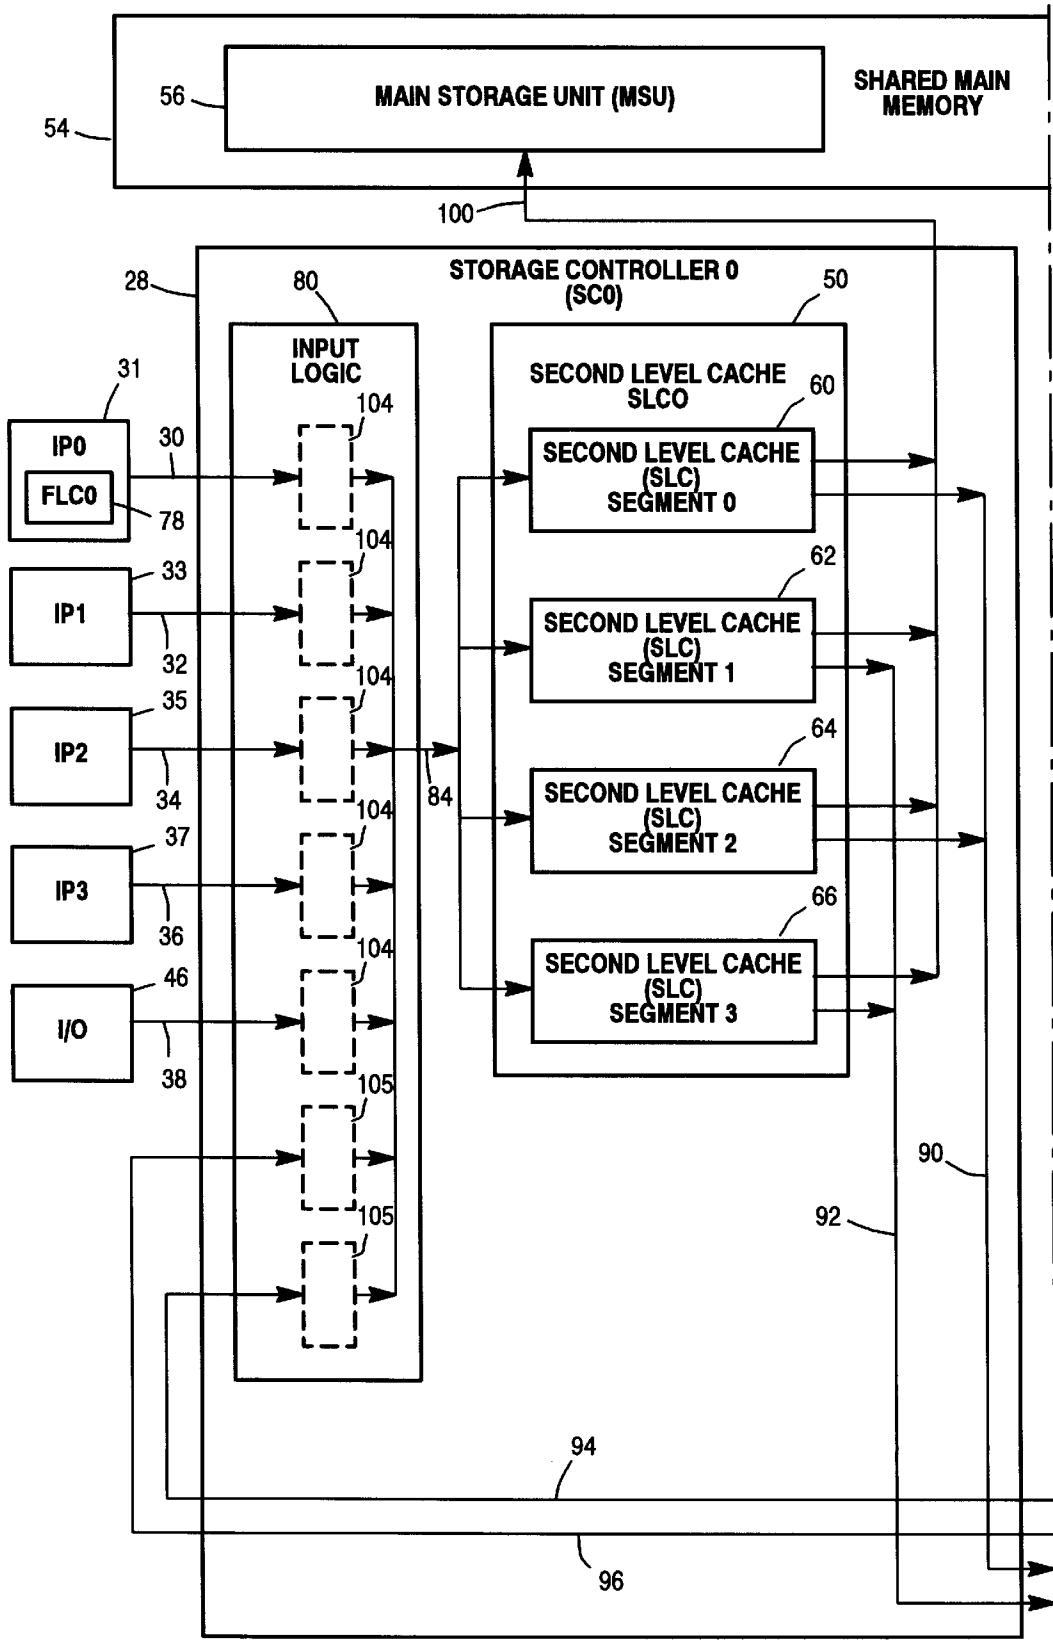 56
MAIN STORAGE UNIT (MSU)
SHARED MAIN
MEMORY
54
100
28
80
STORAGE CONTROLLER 0
(SC0)
50
INPUT
LOGIC
31
SECOND LEVEL CACHE
SLCO
60
104
IP0
30
SECOND LEVEL CACHE
(SLC)
SEGMENT 0
FLC0
78
104
33
62
IP1
32
SECOND LEVEL CACHE
(SLC)
SEGMENT 1
104
35
64
IP2
34
84
SECOND LEVEL CACHE
(SLC)
SEGMENT 2
104
37
IP3
36
66
104
46
SECOND LEVEL CACHE
(SLC)
SEGMENT 3
I/O
38
105
90
105
92
94
96